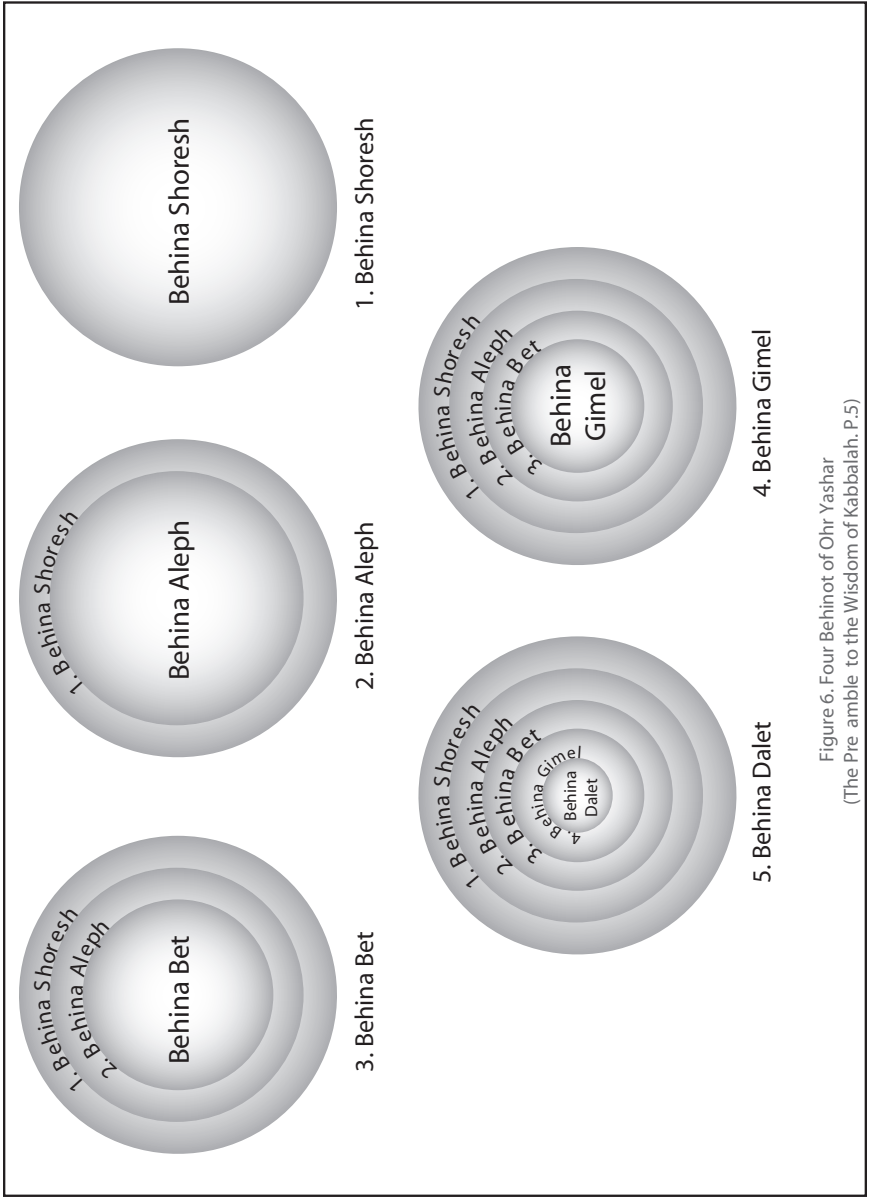 Behina Shoresh
1. Behina Shoresh
1. Behina Shoresh
Behina Aleph
2. Behina Aleph
1. Behina Shoresh
2. Behina Aleph
Behina Bet
3. Behina Bet
1. Behina Shoresh
2. Behina Aleph
3. Behina Bet
Behina
Gimel
4. Behina Gimel
1. Behina Shoresh
2. Behina Aleph
3. Behina Bet
4. Behina Gimel
Behina
Dalet
5. Behina Dalet
Figure 6. Four Behinot of Ohr Yashar
(The Pre amble to the Wisdom of Kabbalah. P.5)